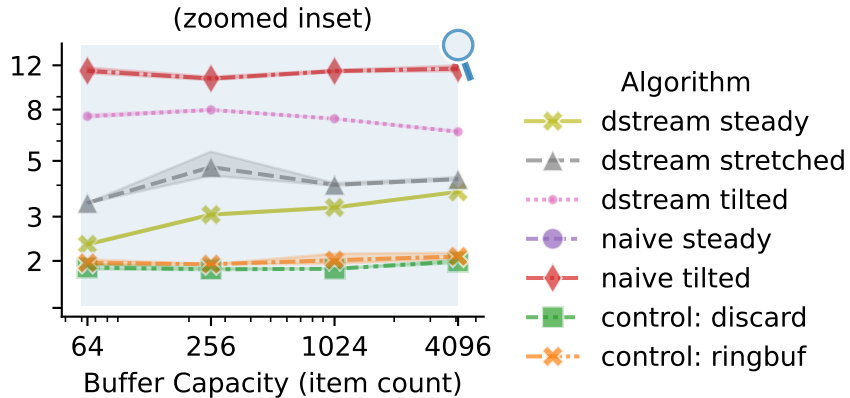 (zoomed inset)
12
8
5
3
2
64 256 1024 4096
Buffer Capacity (item count)
Algorithm
dstream steady
dstream stretched
dstream tilted
naive steady
naive tilted
control: discard
control: ringbuf